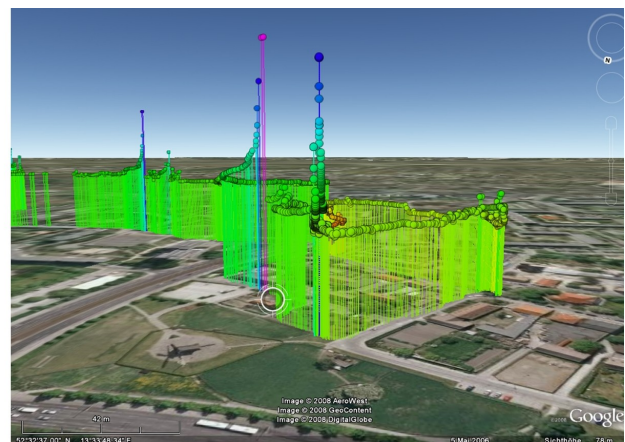 N
Image © 2008 AeroWest
Image © 2008 GeoContent
Image © 2008 DigitalGlobe
©2008 Google
42 m
52°32'37.00" N 13°33'48.34" E
5.Mai 2006
Sichthöhe 78 m